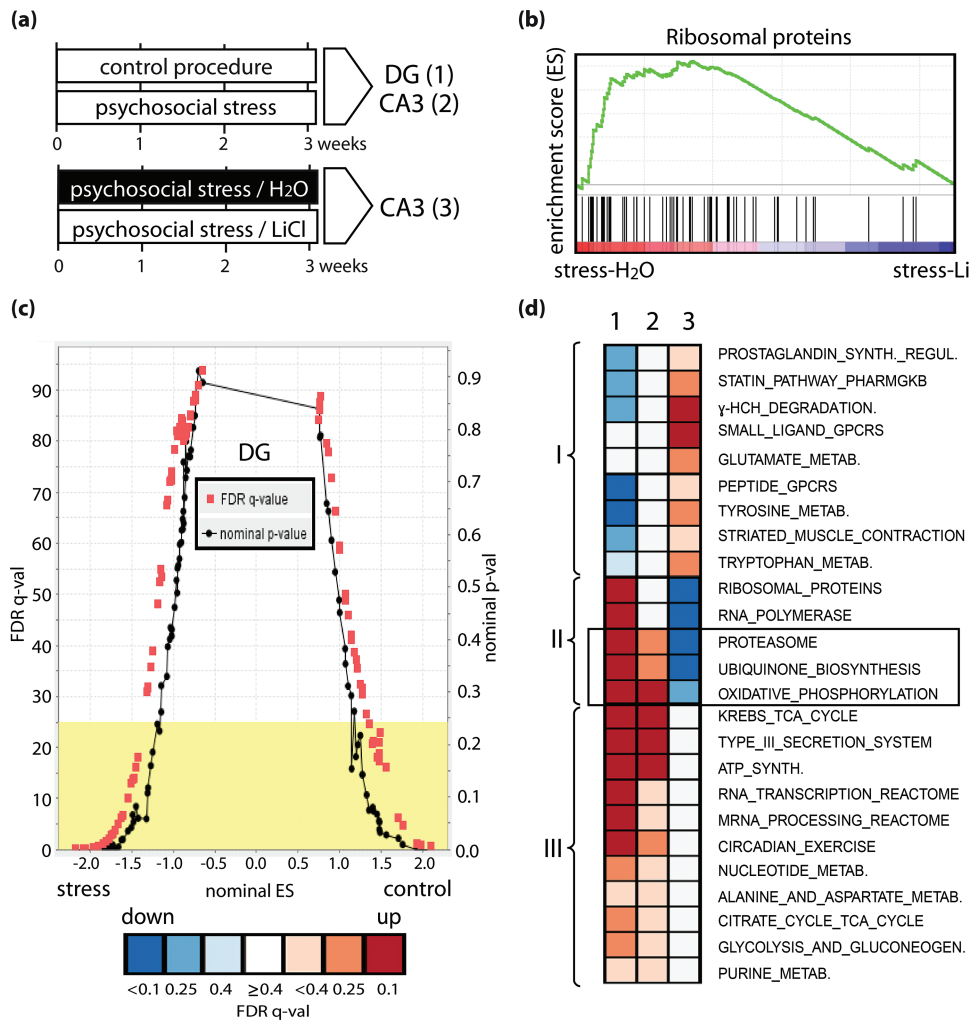 (a)
control procedure
psychosocial stress
0 1 2 3 weeks
DG (1)
CA3 (2)
psychosocial stress / H2O
psychosocial stress / LiCl
0 1 2 3 weeks
CA3 (3)
(b)
Ribosomal proteins
enrichment score (ES)
stress-H2O stress-Li
(c)
FDR q-val
90
80
70
60
50
40
30
20
10
0
DG
FDR q-value
nominal p-value
0.9
0.8
0.7
0.6
0.5
0.4
0.3
0.2
0.1
0.0
nominal p-val
-2.0 -1.5 -1.0 -0.5 0.0 0.5 1.0 1.5 2.0
stress nominal ES control
down up
<0.1 0.25 0.4 ≥0.4 <0.4 0.25 0.1
FDR q-val
(d)
1 2 3
I
PROSTAGLANDIN_SYNTH._REGUL.
STATIN_PATHWAY_PHARMGKB
ɣ-HCH_DEGRADATION.
SMALL_LIGAND_GPCRS
GLUTAMATE_METAB.
PEPTIDE_GPCRS
TYROSINE_METAB.
STRIATED_MUSCLE_CONTRACTION
TRYPTOPHAN_METAB.
II
RIBOSOMAL_PROTEINS
RNA_POLYMERASE
PROTEASOME
UBIQUINONE_BIOSYNTHESIS
OXIDATIVE_PHOSPHORYLATION
III
KREBS_TCA_CYCLE
TYPE_III_SECRETION_SYSTEM
ATP_SYNTH.
RNA_TRANSCRIPTION_REACTOME
MRNA_PROCESSING_REACTOME
CIRCADIAN_EXERCISE
NUCLEOTIDE_METAB.
ALANINE_AND_ASPARTATE_METAB.
CITRATE_CYCLE_TCA_CYCLE
GLYCOLYSIS_AND_GLUCONEOGEN.
PURINE_METAB.